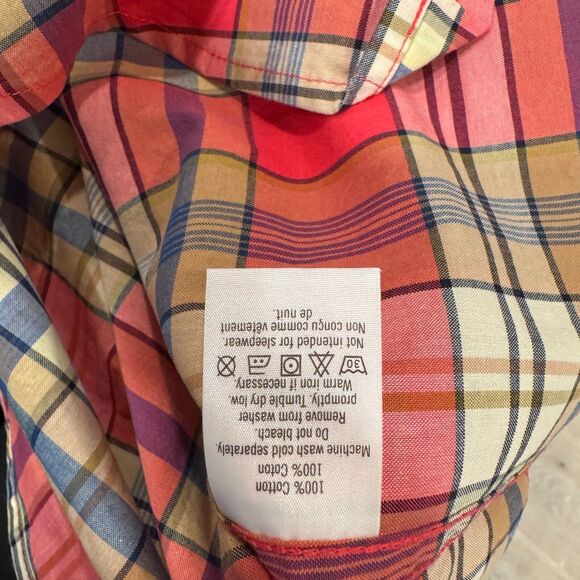 100% Cotton
100% Coton
Machine wash cold separately.
Do not bleach.
Remove from washer
promptly. Tumble dry low.
Warm iron if necessary.
30
Not intended for sleepwear.
Non conçu comme vêtement
de nuit.